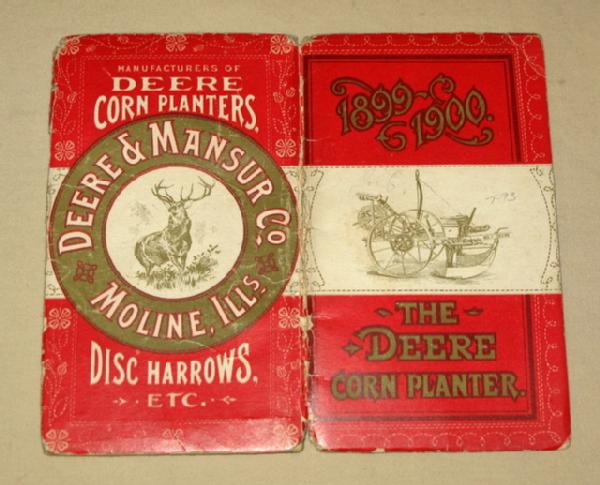 MANUFACTURERS OF
DEERE
CORN PLANTERS,
DEERE & MANSUR CO.
MOLINE, ILLS.
DISC HARROWS,
ETC.
1899-&
1900.
THE
DEERE
CORN PLANTER.